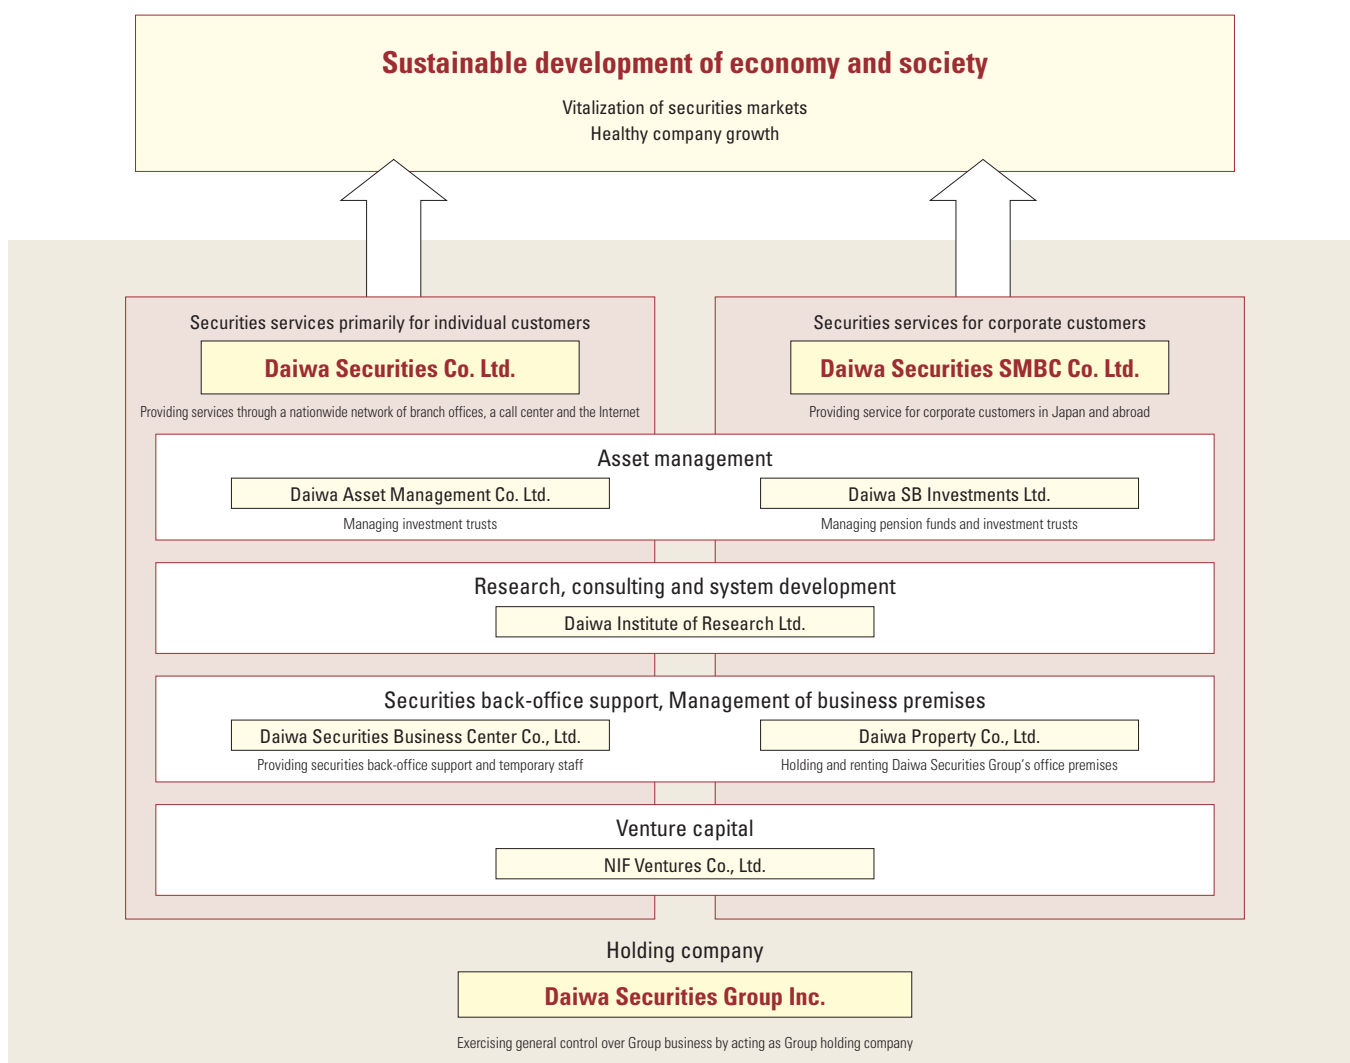 Sustainable development of economy and society
Vitalization of securities markets
Healthy company growth
Securities services primarily for individual customers
Daiwa Securities Co. Ltd.
Providing services through a nationwide network of branch offices, a call center and the Internet
Securities services for corporate customers
Daiwa Securities SMBC Co. Ltd.
Providing service for corporate customers in Japan and abroad
Asset management
Daiwa Asset Management Co. Ltd.
Managing investment trusts
Daiwa SB Investments Ltd.
Managing pension funds and investment trusts
Research, consulting and system development
Daiwa Institute of Research Ltd.
Securities back-office support, Management of business premises
Daiwa Securities Business Center Co., Ltd.
Providing securities back-office support and temporary staff
Daiwa Property Co., Ltd.
Holding and renting Daiwa Securities Group's office premises
Venture capital
NIF Ventures Co., Ltd.
Holding company
Daiwa Securities Group Inc.
Exercising general control over Group business by acting as Group holding company